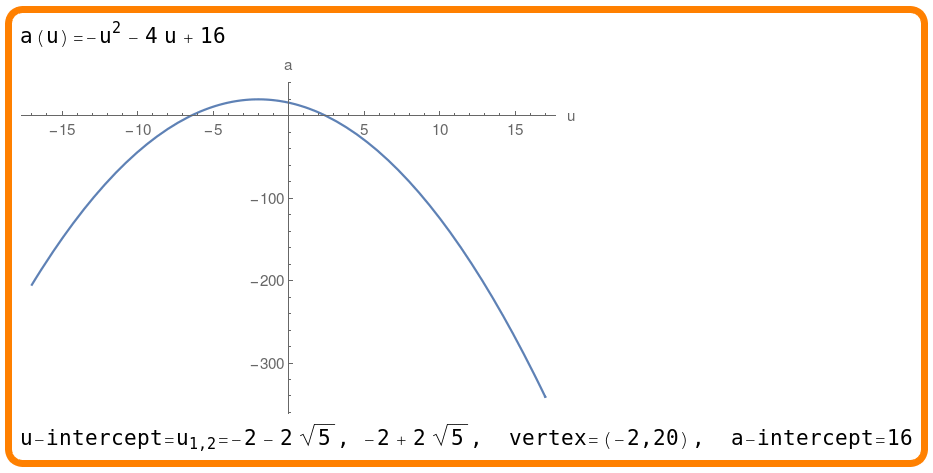 a(u)=-u² - 4 u + 16
a
u
-15 -10 -5 5 10 15
-100
-200
-300
u-intercept=u₁,₂=-2 - 2 √5, -2 + 2 √5, vertex=(-2,20), a-intercept=16